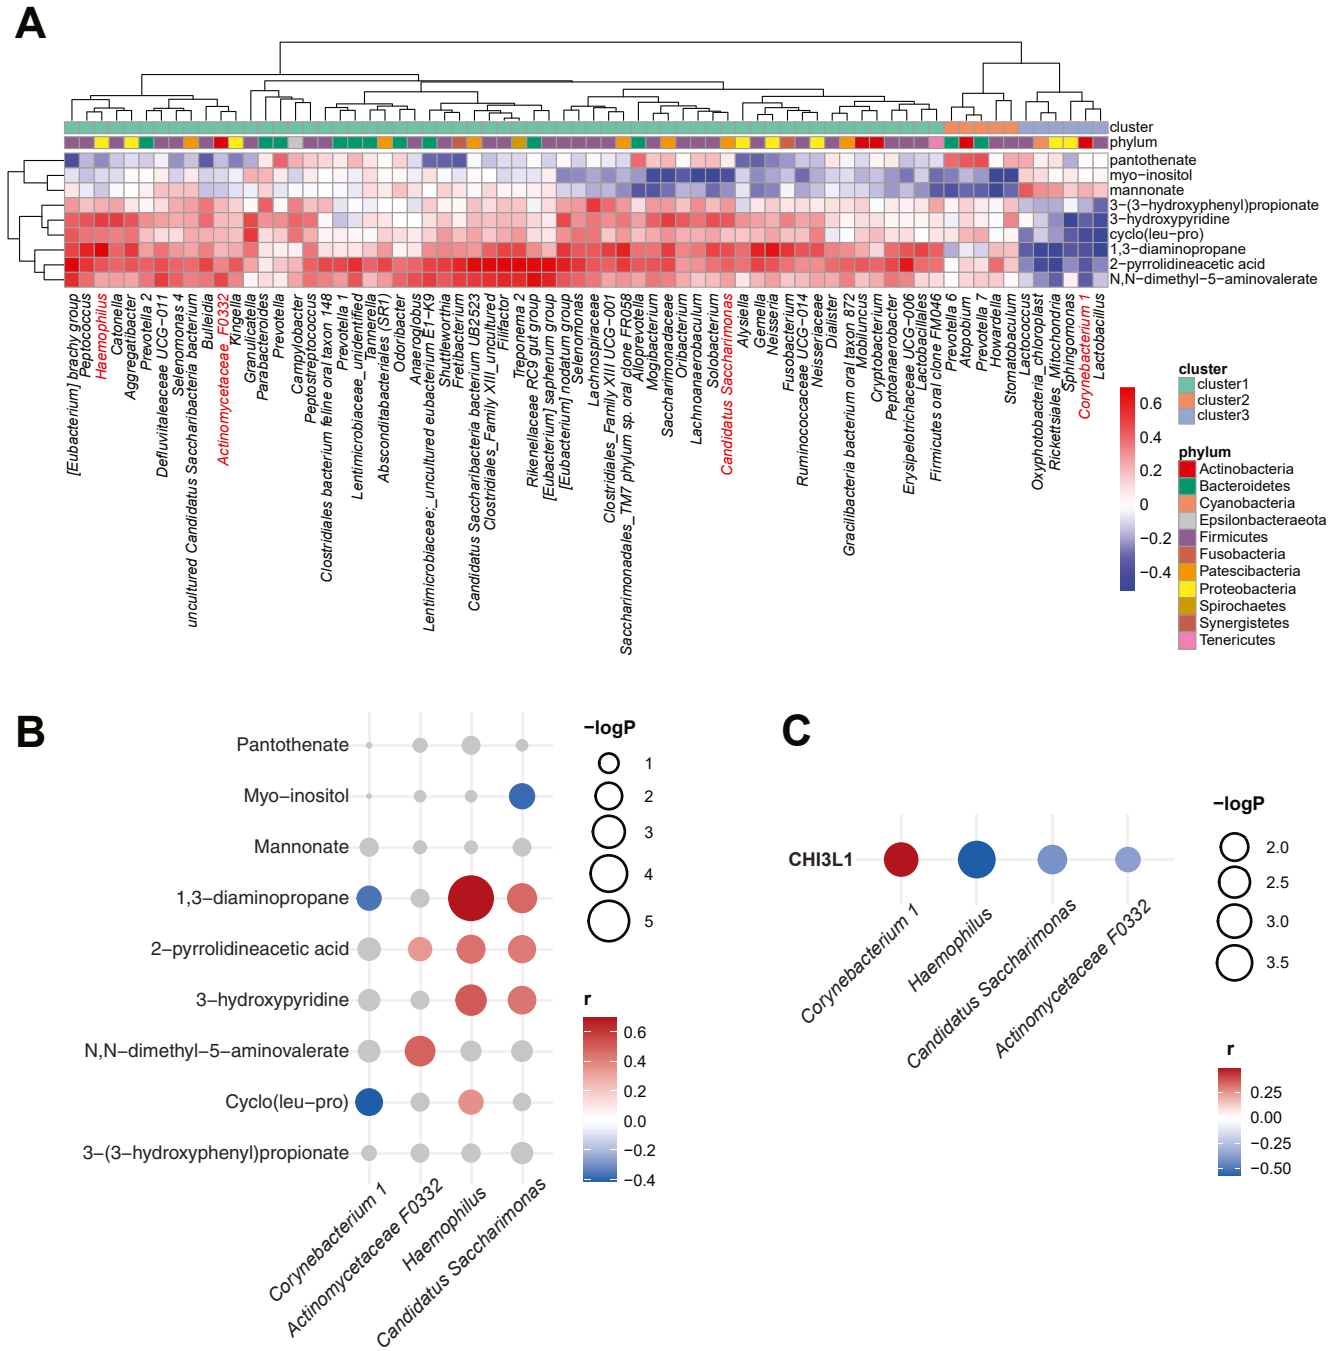 A
cluster
phylum
pantothenate
myo−inositol
mannonate
3−(3−hydroxyphenyl)propionate
3−hydroxypyridine
cyclo(leu−pro)
1,3−diaminopropane
2−pyrrolidineacetic acid
N,N−dimethyl−5−aminovalerate
[Eubacterium] brachy group
Peptococcus
Haemophilus
Catonella
Aggregatibacter
Prevotella 2
Defluviitaleaceae UCG−011
Selenomonas 4
uncultured Candidatus Saccharibacteria bacterium
Bulleidia
Actinomycetaceae_F0332
Kingella
Granulicatella
Parabacteroides
Prevotella
Campylobacter
Peptostreptococcus
Clostridiales bacterium feline oral taxon 148
Prevotella 1
Lentimicrobiaceae_unidentified
Tannerella
Absconditabacteriales (SR1)
Odoribacter
Anaeroglobus
Lentimicrobiaceae;_uncultured eubacterium E1−K9
Shuttleworthia
Fretibacterium
Candidatus Saccharibacteria bacterium UB2523
Clostridiales_Family XIII_uncultured
Filifactor
Treponema 2
Rikenellaceae RC9 gut group
[Eubacterium] saphenum group
[Eubacterium] nodatum group
Selenomonas
Lachnospiraceae
Clostridiales_Family XIII UCG−001
Saccharimonadales_TM7 phylum sp. oral clone FR058
Alloprevotella
Mogibacterium
Saccharimonadaceae
Oribacterium
Lachnoanaerobaculum
Solobacterium
Candidatus Saccharimonas
Alysiella
Gemella
Neisseria
Fusobacterium
Ruminococcaceae UCG−014
Neisseriaceae
Dialister
Gracilibacteria bacterium oral taxon 872
Mobiluncus
Cryptobacterium
Peptoanaerobacter
Erysipelotrichaceae UCG−006
Lactobacillales
Firmicutes oral clone FM046
Prevotella 6
Atopobium
Prevotella 7
Howardella
Stomatobaculum
Lactococcus
Oxyphotobacteria_chloroplast
Rickettsiales_Mitochondria
Sphingomonas
Corynebacterium 1
Lactobacillus
0.6
0.4
0.2
0
−0.2
−0.4
cluster
cluster1
cluster2
cluster3
phylum
Actinobacteria
Bacteroidetes
Cyanobacteria
Epsilonbacteraeota
Firmicutes
Fusobacteria
Patescibacteria
Proteobacteria
Spirochaetes
Synergistetes
Tenericutes
B
Pantothenate
Myo−inositol
Mannonate
1,3−diaminopropane
2−pyrrolidineacetic acid
3−hydroxypyridine
N,N−dimethyl−5−aminovalerate
Cyclo(leu−pro)
3−(3−hydroxyphenyl)propionate
Corynebacterium 1
Actinomycetaceae F0332
Haemophilus
Candidatus Saccharimonas
−logP
1
2
3
4
5
r
0.6
0.4
0.2
0.0
−0.2
−0.4
C
CHI3L1
Corynebacterium 1
Haemophilus
Candidatus Saccharimonas
Actinomycetaceae F0332
−logP
2.0
2.5
3.0
3.5
r
0.25
0.00
−0.25
−0.50